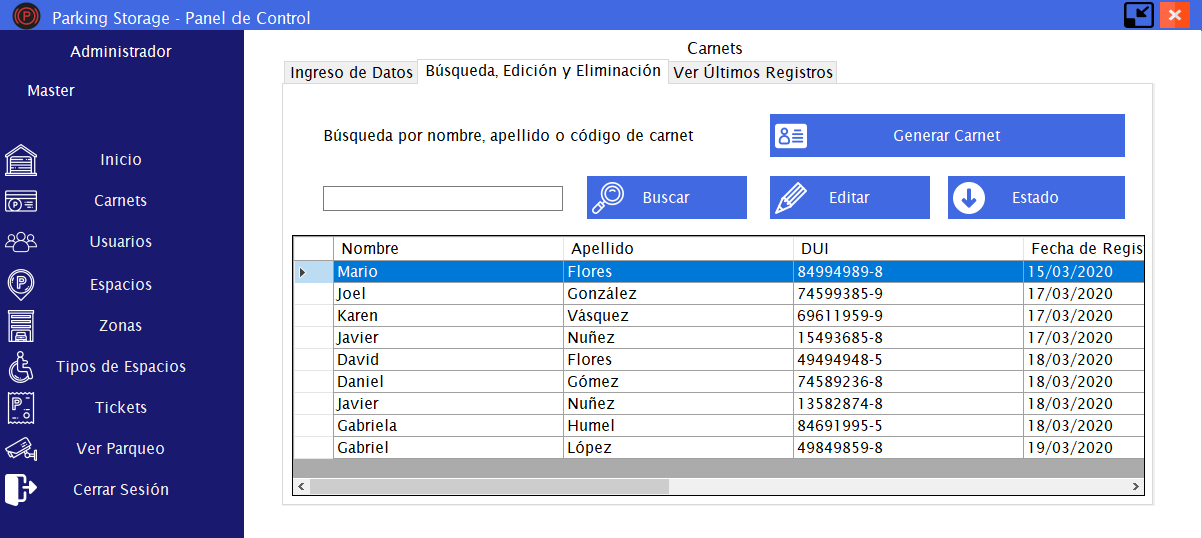 Parking Storage - Panel de Control
Administrador
Master
Inicio
Carnets
Usuarios
Espacios
Zonas
Tipos de Espacios
Tickets
Ver Parqueo
Cerrar Sesión
Carnets
Ingreso de Datos Búsqueda, Edición y Eliminación Ver Últimos Registros
Búsqueda por nombre, apellido o código de carnet
Generar Carnet
Buscar Editar Estado
Nombre Apellido DUI Fecha de Regis
Mario Flores 84994989-8 15/03/2020
Joel González 74599385-9 17/03/2020
Karen Vásquez 69611959-9 17/03/2020
Javier Nuñez 15493685-8 17/03/2020
David Flores 49494948-5 18/03/2020
Daniel Gómez 74589236-8 18/03/2020
Javier Nuñez 13582874-8 18/03/2020
Gabriela Humel 84691995-5 18/03/2020
Gabriel López 49849859-8 19/03/2020